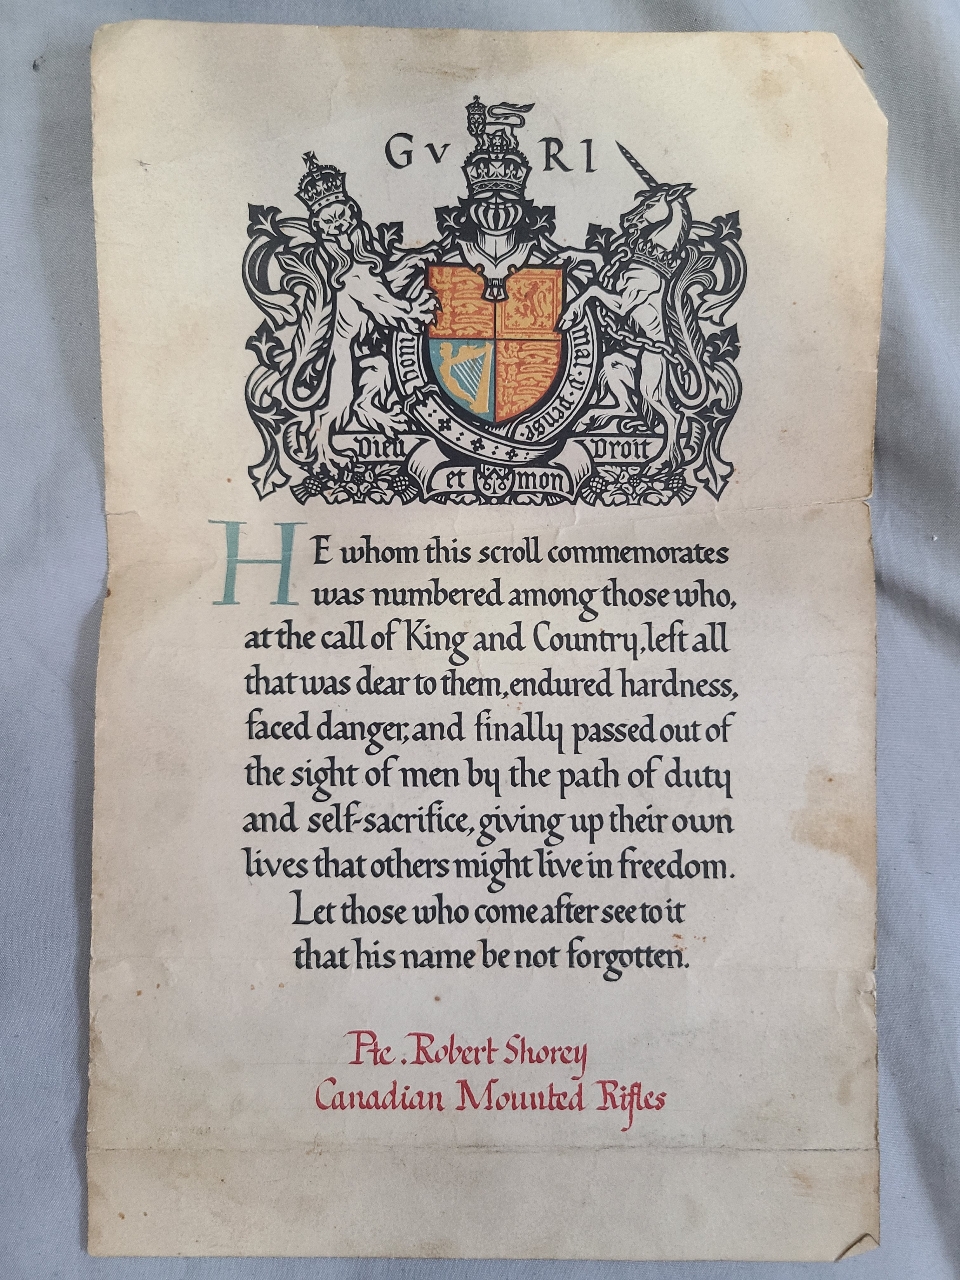 GV RI
Honi
mal·y·pense
Dieu
et mon
Droit
HE whom this scroll commemorates
was numbered among those who,
at the call of King and Country, left all
that was dear to them, endured hardness,
faced danger, and finally passed out of
the sight of men by the path of duty
and self-sacrifice, giving up their own
lives that others might live in freedom.
Let those who come after see to it
that his name be not forgotten.
Pte. Robert Shorey
Canadian Mounted Rifles